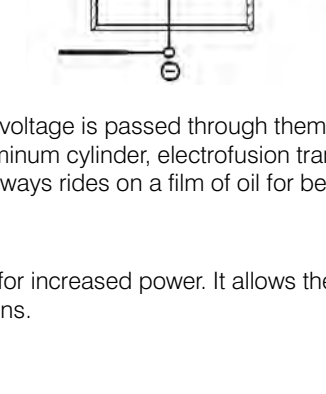 voltage is passed through them
minum cylinder, electrofusion tran
ways rides on a film of oil for be
for increased power. It allows the
ns.